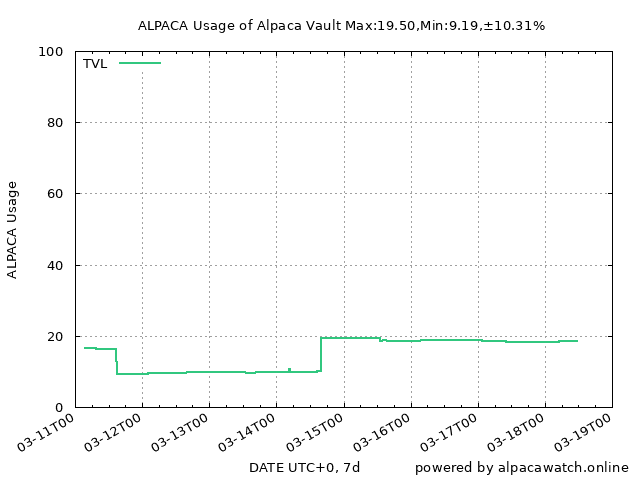 ALPACA Usage of Alpaca Vault Max:19.50,Min:9.19,±10.31%
100
TVL
80
60
ALPACA Usage
40
20
0
03-11T00 03-12T00 03-13T00 03-14T00 03-15T00 03-16T00 03-17T00 03-18T00 03-19T00
DATE UTC+0, 7d powered by alpacawatch.online